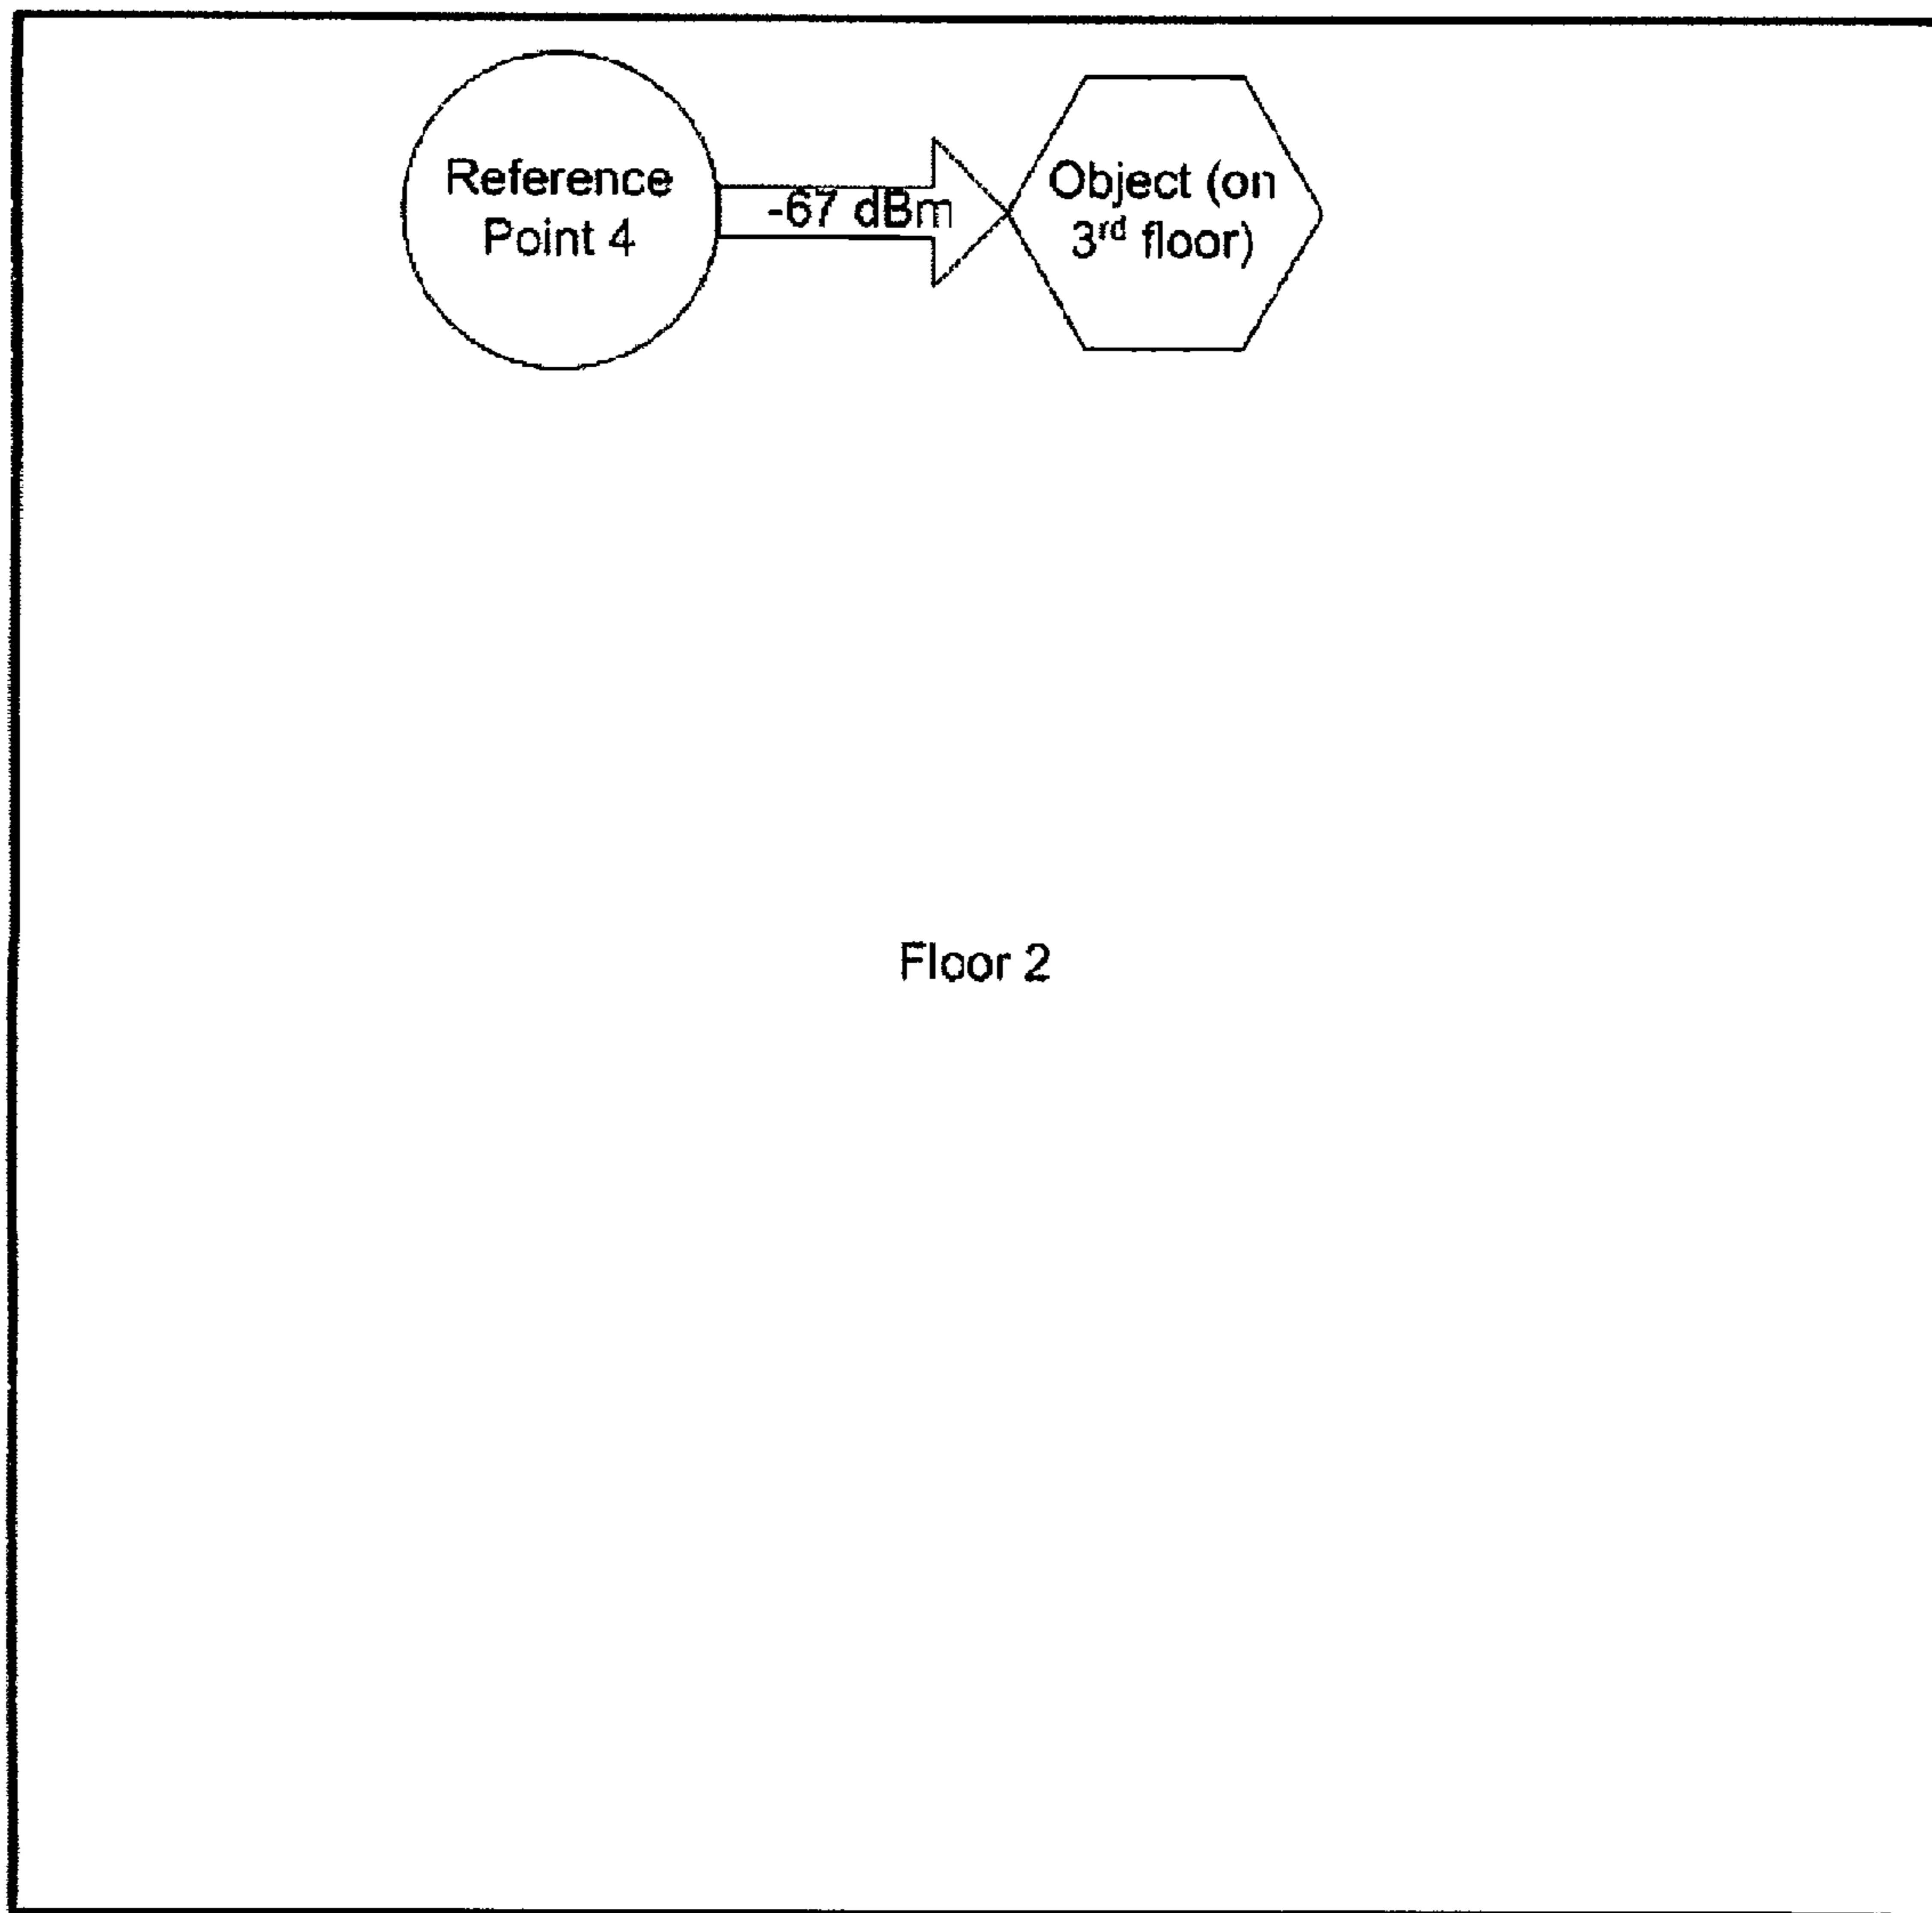 Reference
Point 4
-67 dBm
Object (on
3rd floor)
Floor 2